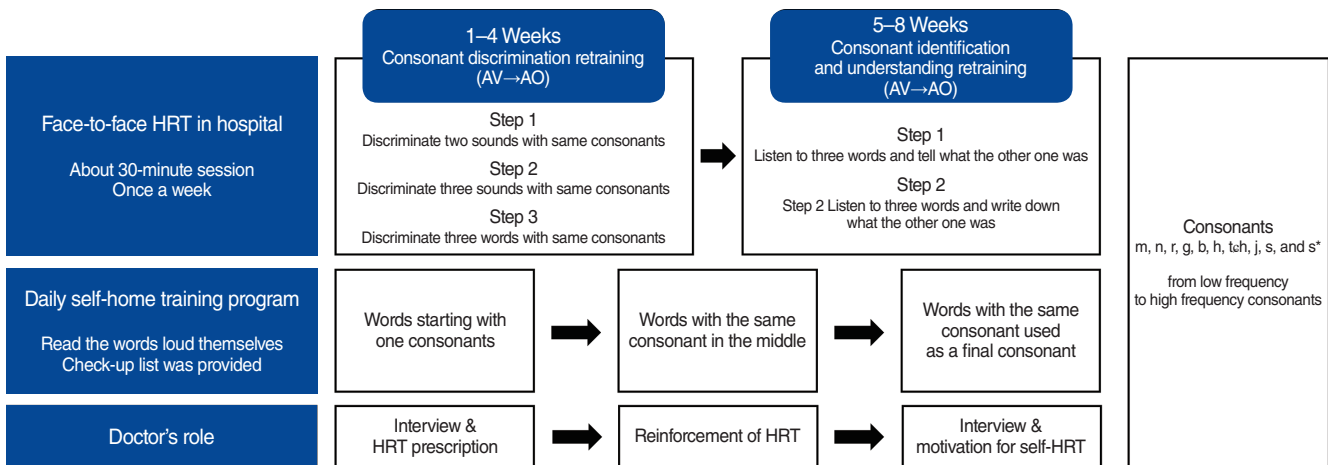 1–4 Weeks
Consonant discrimination retraining
(AV→AO)
5–8 Weeks
Consonant identification
and understanding retraining
(AV→AO)
Face-to-face HRT in hospital
About 30-minute session
Once a week
Step 1
Discriminate two sounds with same consonants
Step 2
Discriminate three sounds with same consonants
Step 3
Discriminate three words with same consonants
Step 1
Listen to three words and tell what the other one was
Step 2
Step 2 Listen to three words and write down
what the other one was
Consonants
m, n, r, g, b, h, tɕh, j, s, and s*
from low frequency
to high frequency consonants
Daily self-home training program
Read the words loud themselves
Check-up list was provided
Words starting with
one consonants
Words with the same
consonant in the middle
Words with the same
consonant used
as a final consonant
Doctor's role
Interview &
HRT prescription
Reinforcement of HRT
Interview &
motivation for self-HRT